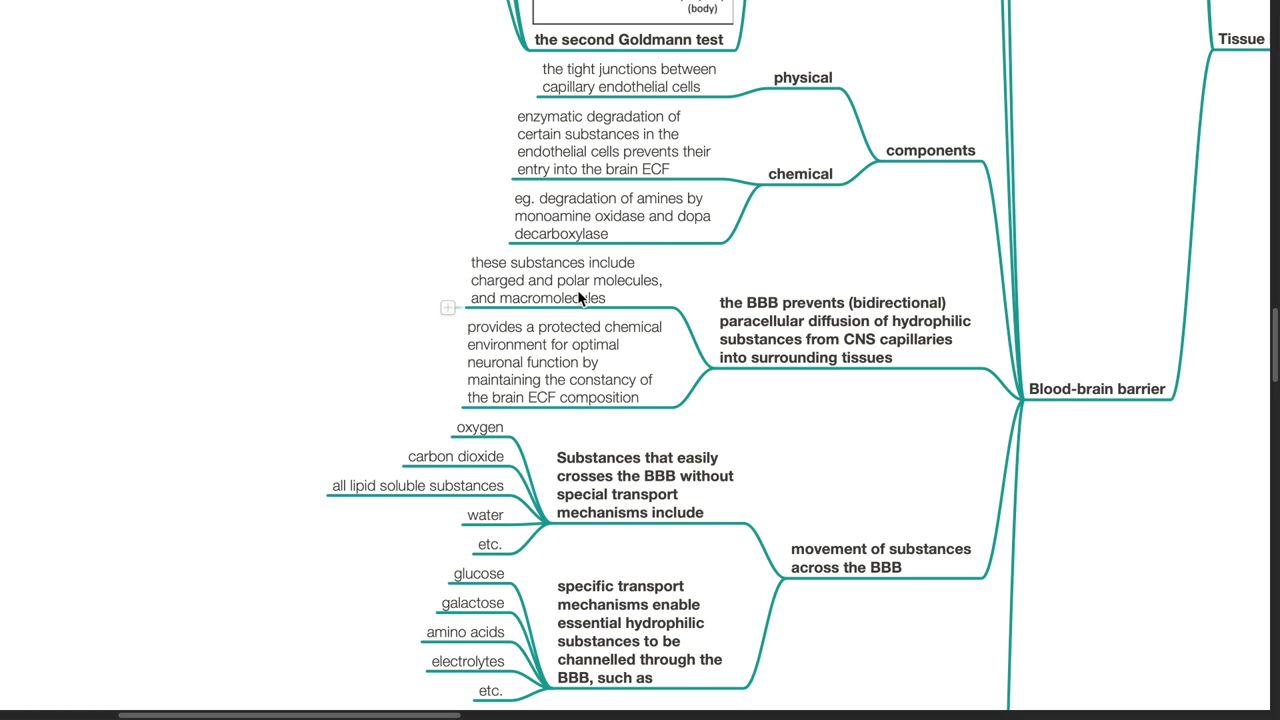 (body)
the second Goldmann test
Tissue
the tight junctions between
capillary endothelial cells
physical
enzymatic degradation of
certain substances in the
endothelial cells prevents their
entry into the brain ECF
chemical
components
eg. degradation of amines by
monoamine oxidase and dopa
decarboxylase
these substances include
charged and polar molecules,
and macromolecules
the BBB prevents (bidirectional)
paracellular diffusion of hydrophilic
substances from CNS capillaries
into surrounding tissues
provides a protected chemical
environment for optimal
neuronal function by
maintaining the constancy of
the brain ECF composition
Blood-brain barrier
oxygen
carbon dioxide
all lipid soluble substances
water
etc.
Substances that easily
crosses the BBB without
special transport
mechanisms include
movement of substances
across the BBB
glucose
galactose
amino acids
electrolytes
etc.
specific transport
mechanisms enable
essential hydrophilic
substances to be
channelled through the
BBB, such as